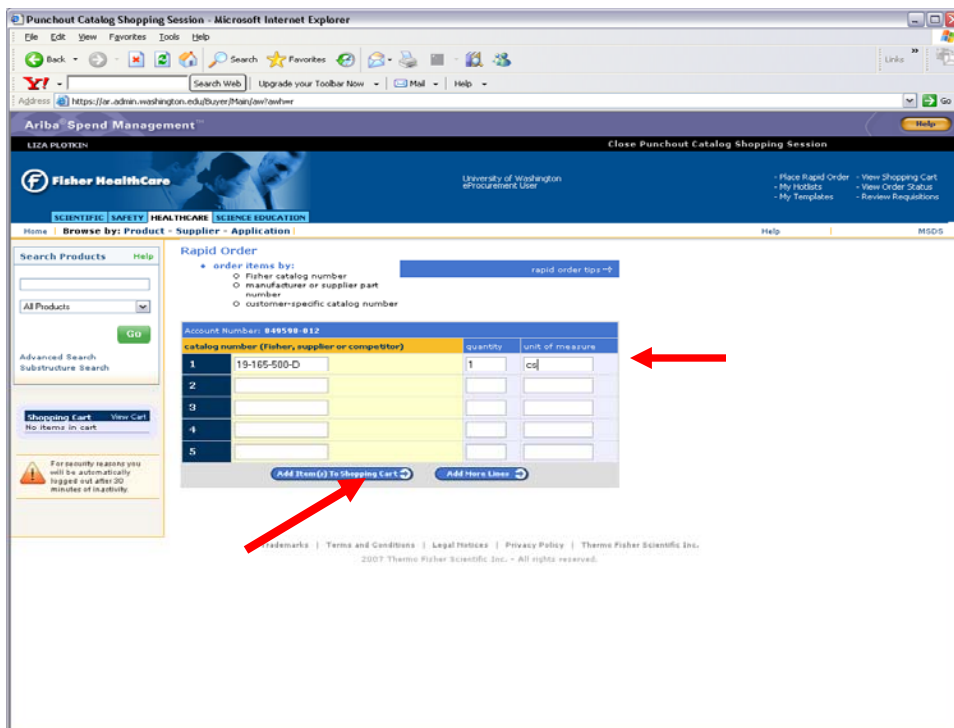 Punchout Catalog Shopping Session - Microsoft Internet Explorer
File Edit View Favorites Tools Help
Back Search Favorites Links »
Y! Search Web Upgrade your Toolbar Now Mail Help
Address https://ar.admin.washington.edu/Buyer/Main/aw?awh=r Go
Ariba Spend Management™ Help
LIZA PLOTKIN Close Punchout Catalog Shopping Session
Fisher HealthCare
University of Washington
eProcurement User
- Place Rapid Order - View Shopping Cart
- My Hotlists - View Order Status
- My Templates - Review Requisitions
SCIENTIFIC SAFETY HEALTHCARE SCIENCE EDUCATION
Home | Browse by: Product - Supplier - Application | Help | MSDS
Search Products Help
All Products
Go
Advanced Search
Substructure Search
Shopping Cart View Cart
No items in cart
For security reasons you
will be automatically
logged out after 30
minutes of inactivity.
Rapid Order
• order items by:
o Fisher catalog number
o manufacturer or supplier part
number
o customer-specific catalog number
rapid order tips
Account Number: 049590-012
catalog number (Fisher, supplier or competitor) quantity unit of measure
1 19-165-500-D 1 cs
2
3
4
5
Add Item(s) To Shopping Cart Add More Lines
Trademarks | Terms and Conditions | Legal Notices | Privacy Policy | Thermo Fisher Scientific Inc.
2007 Thermo Fisher Scientific Inc. - All rights reserved.